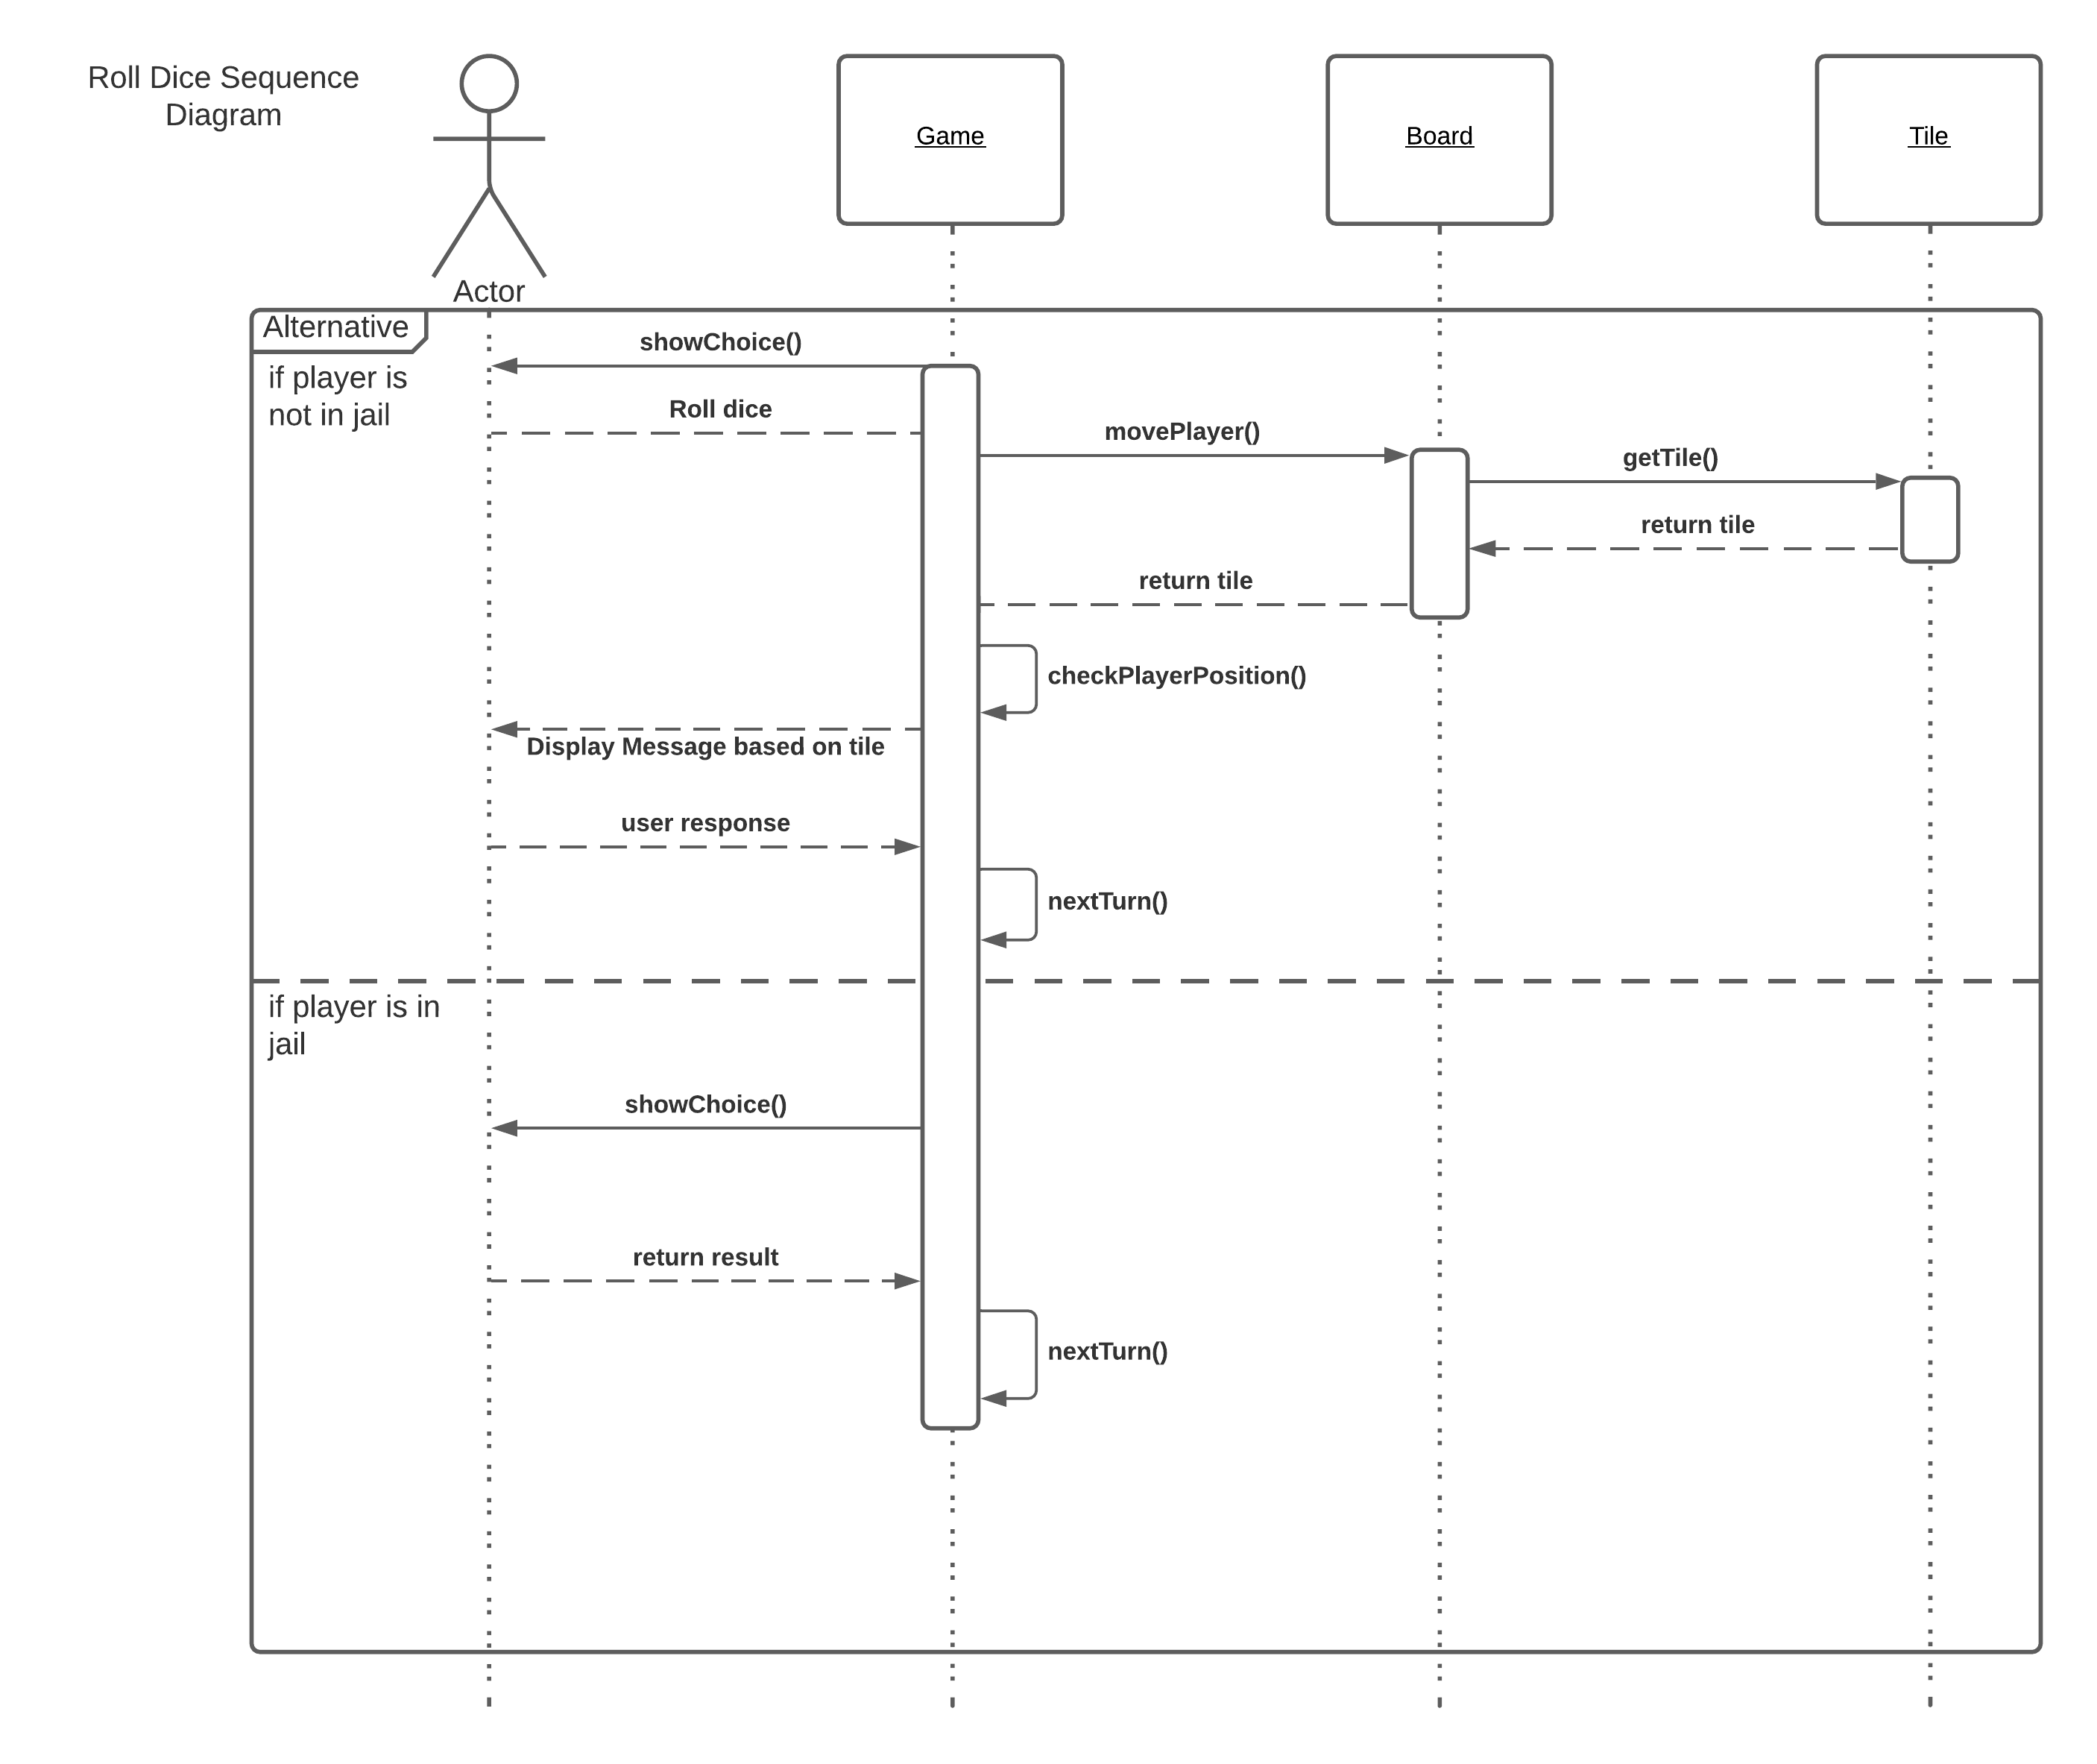 Roll Dice Sequence
Diagram
Actor
Game
Board
Tile
Alternative
if player is
not in jail
showChoice()
Roll dice
movePlayer()
getTile()
return tile
return tile
checkPlayerPosition()
Display Message based on tile
user response
nextTurn()
if player is in
jail
showChoice()
return result
nextTurn()